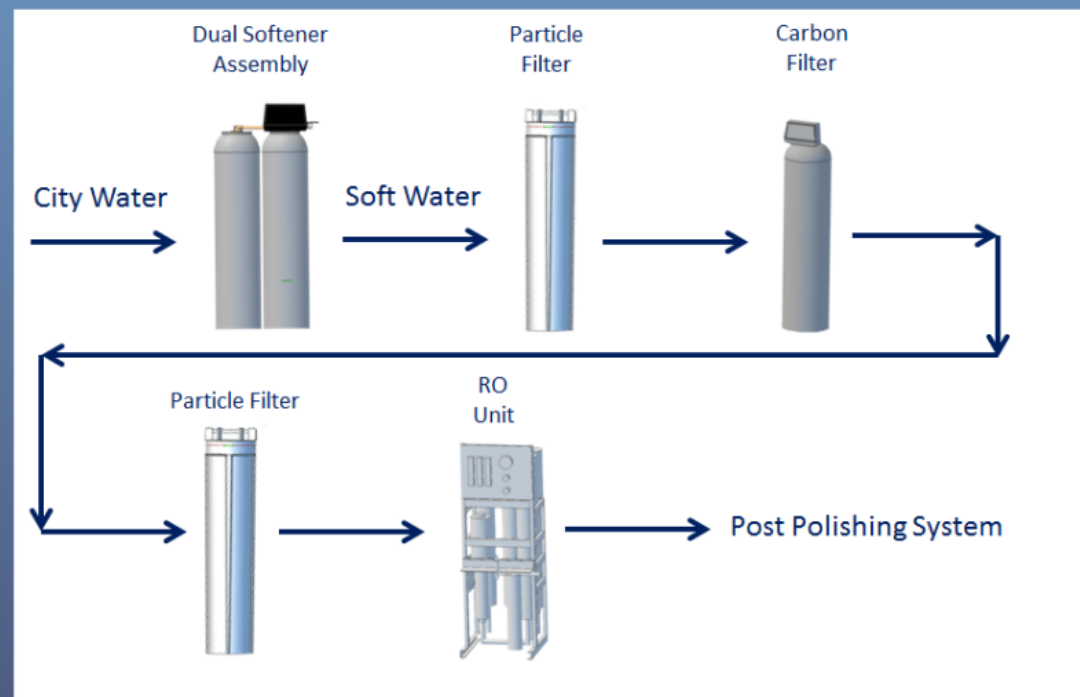 Dual Softener
Assembly
Particle
Filter
Carbon
Filter
City Water
Soft Water
Particle Filter
RO
Unit
Post Polishing System